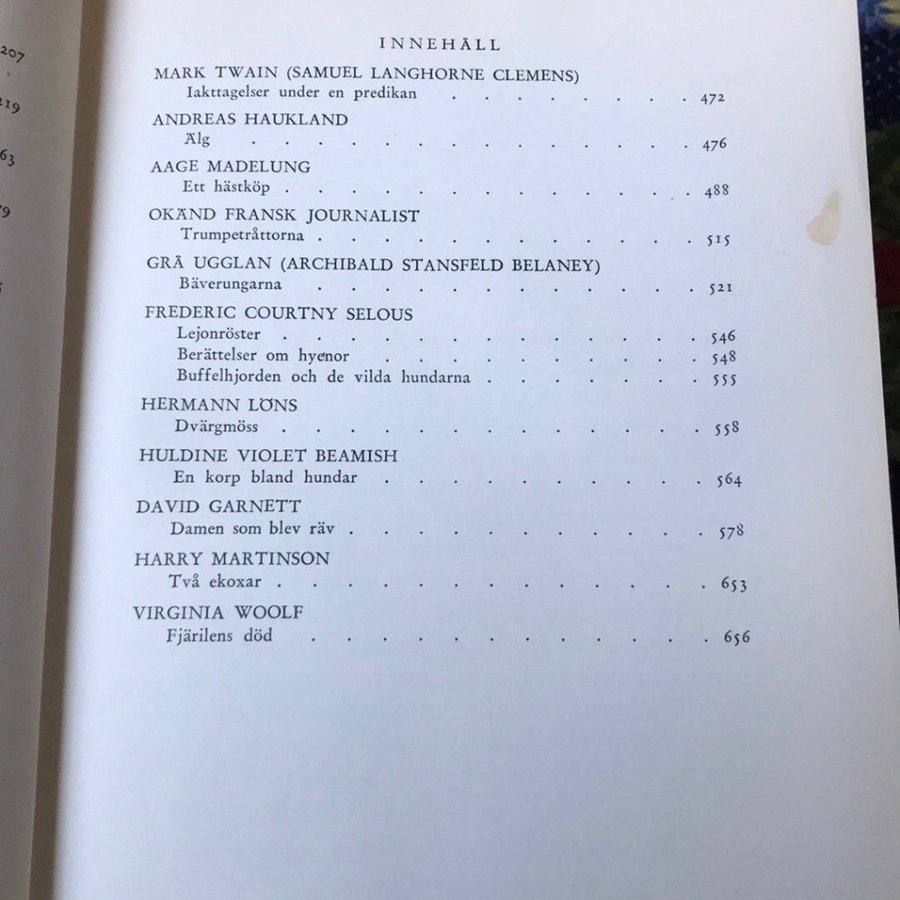 207
219
63
79
INNEHÅLL
MARK TWAIN (SAMUEL LANGHORNE CLEMENS)
Iakttagelser under en predikan . . . . . . . . 472
ANDREAS HAUKLAND
Älg . . . . . . . . . . . . . . 476
AAGE MADELUNG
Ett hästköp . . . . . . . . . . . . . 488
OKÄND FRANSK JOURNALIST
Trumpetråttorna . . . . . . . . . . . . 515
GRÅ UGGLAN (ARCHIBALD STANSFELD BELANEY)
Bäverungarna . . . . . . . . . . . . 521
FREDERIC COURTNY SELOUS
Lejonröster . . . . . . . . . . . . . 546
Berättelser om hyenor . . . . . . . . . . 548
Buffelhjorden och de vilda hundarna . . . . . . . 555
HERMANN LÖNS
Dvärgmöss . . . . . . . . . . . . . 558
HULDINE VIOLET BEAMISH
En korp bland hundar . . . . . . . . . . 564
DAVID GARNETT
Damen som blev räv . . . . . . . . . . . 578
HARRY MARTINSON
Två ekoxar . . . . . . . . . . . . . 653
VIRGINIA WOOLF
Fjärilens död . . . . . . . . . . . . 656